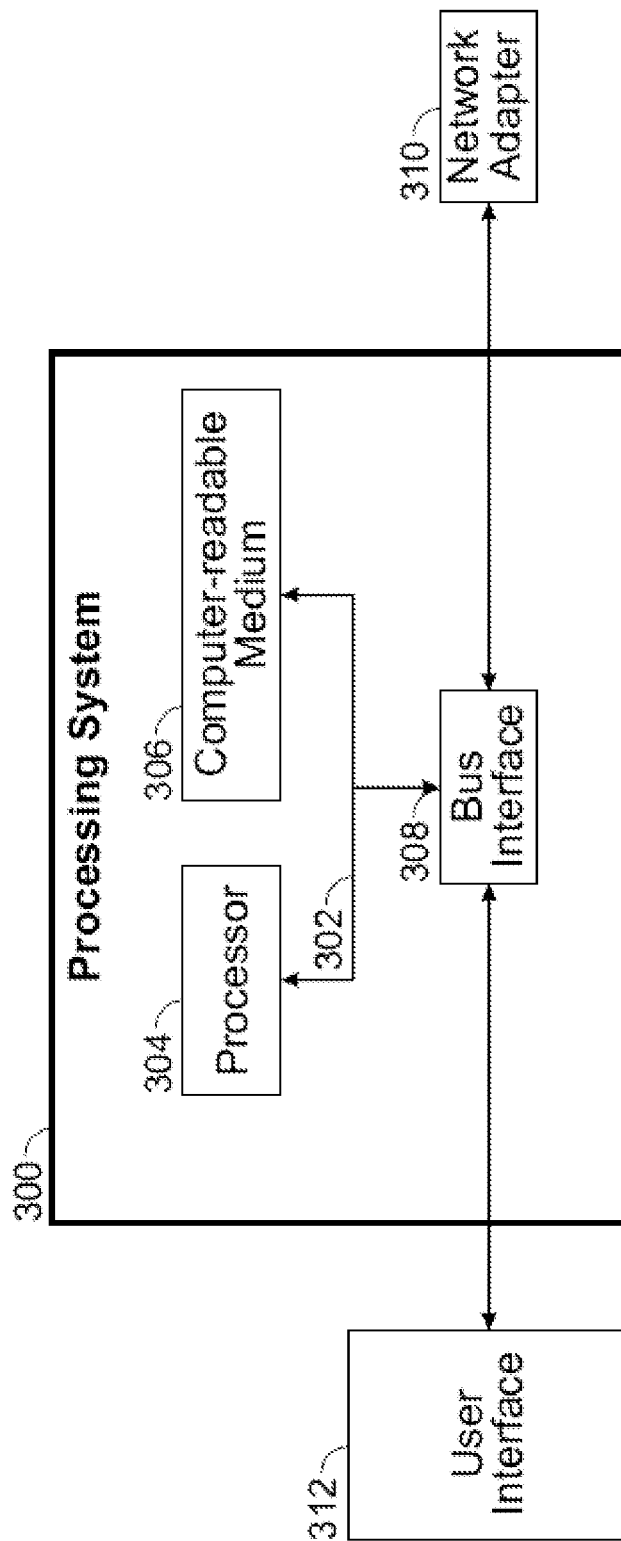 300
Processing System
304
Processor
306
Computer-readable
Medium
302
308
Bus
Interface
312
User
Interface
310
Network
Adapter